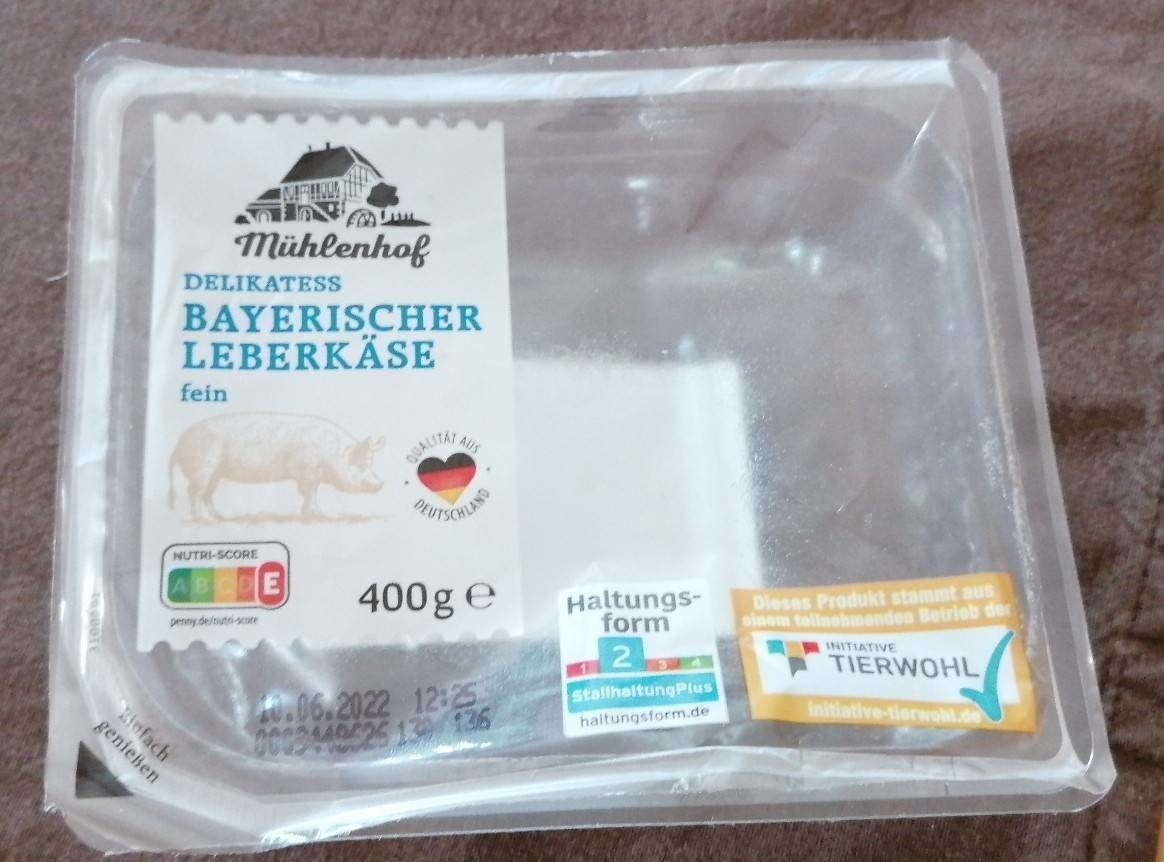 Mühlenhof
DELIKATESS
BAYERISCHER
LEBERKÄSE
fein
QUALITÄT AUS
DEUTSCHLAND
NUTRI-SCORE
A B C D E
penny.de/nutri-score
400 g e
10.06.2022 12:25
136
Einfach
genießen
Haltungs-
form
1 2 3 4
StallhaltungPlus
haltungsform.de
Dieses Produkt stammt aus
einem teilnehmenden Betrieb der
INITIATIVE
TIERWOHL
initiative-tierwohl.de